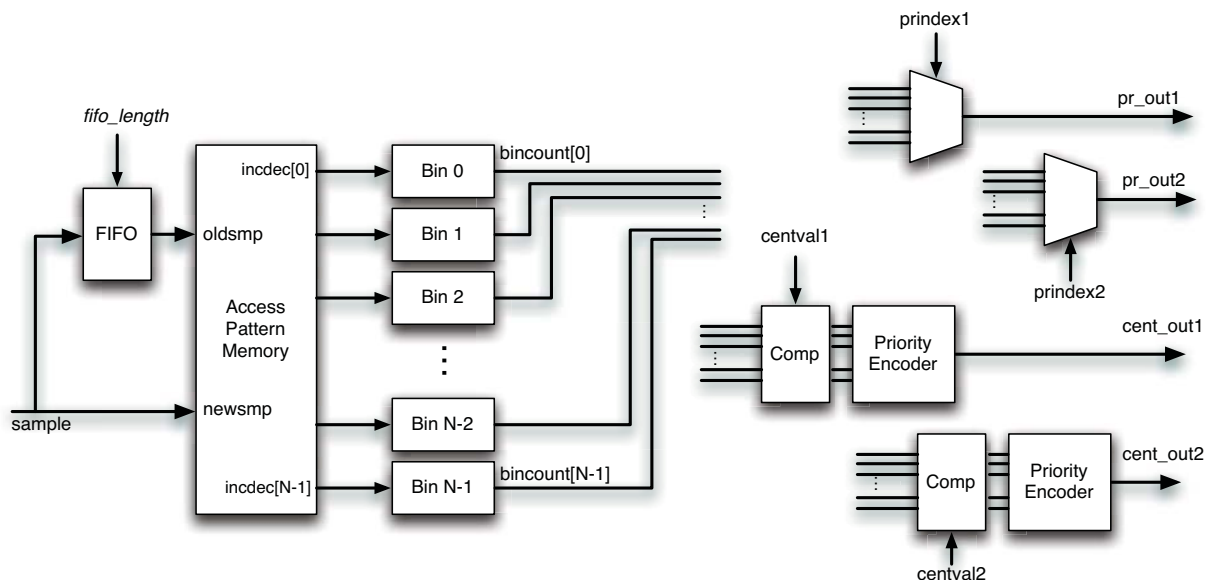 prindex1
pr_out1
pr_out2
prindex2
fifo_length
FIFO
sample
incdec[0]
oldsmp
Access
Pattern
Memory
newsmp
incdec[N-1]
Bin 0
Bin 1
Bin 2
Bin N-2
Bin N-1
bincount[0]
bincount[N-1]
centval1
Comp
Priority
Encoder
cent_out1
Comp
Priority
Encoder
cent_out2
centval2